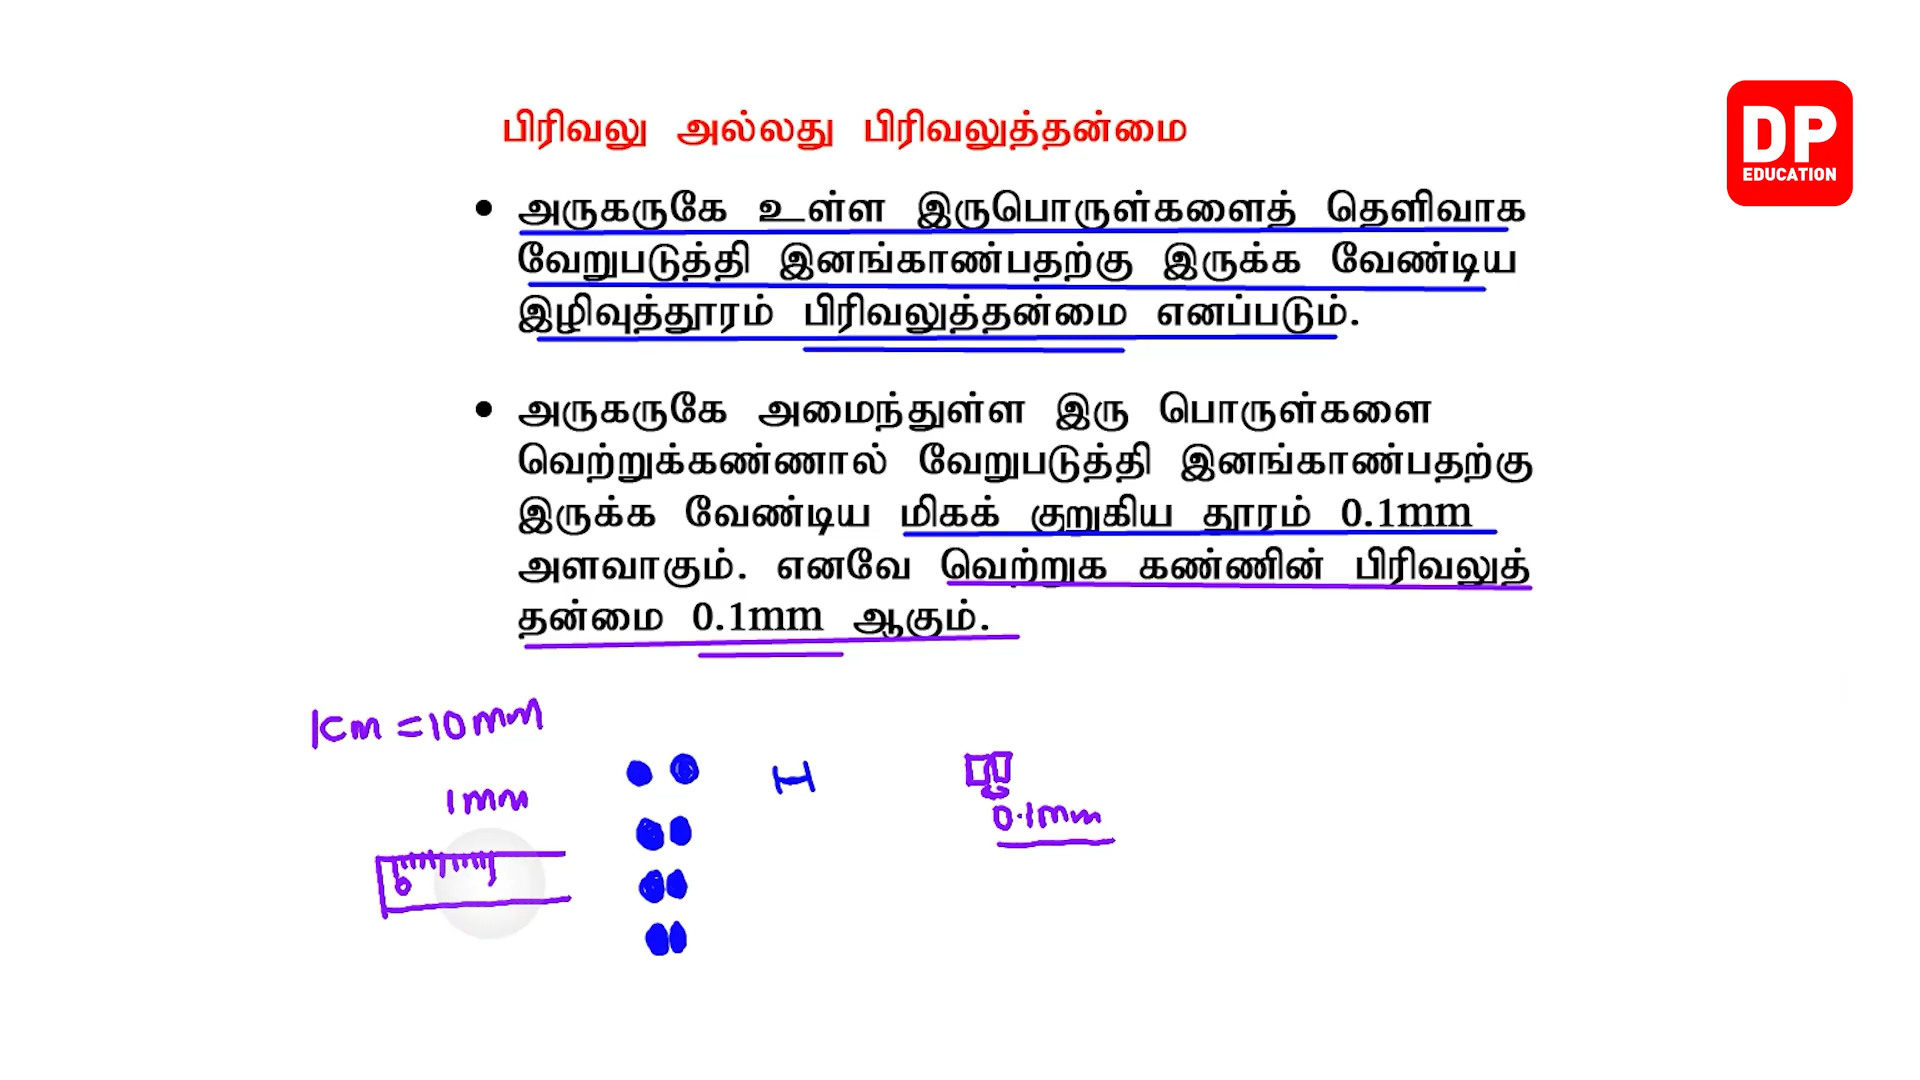 பிரிவலு அல்லது பிரிவலுத்தன்மை
DP
EDUCATION
• அருகருகே உள்ள இருபொருள்களைத் தெளிவாக
வேறுபடுத்தி இனங்காண்பதற்கு இருக்க வேண்டிய
இழிவுத்தூரம் பிரிவலுத்தன்மை எனப்படும்.
• அருகருகே அமைந்துள்ள இரு பொருள்களை
வெற்றுக்கண்ணால் வேறுபடுத்தி இனங்காண்பதற்கு
இருக்க வேண்டிய மிகக் குறுகிய தூரம் 0.1mm
அளவாகும். எனவே வெற்றுக கண்ணின் பிரிவலுத்
தன்மை 0.1mm ஆகும்.
1cm = 10mm
1mm
0.1mm
0